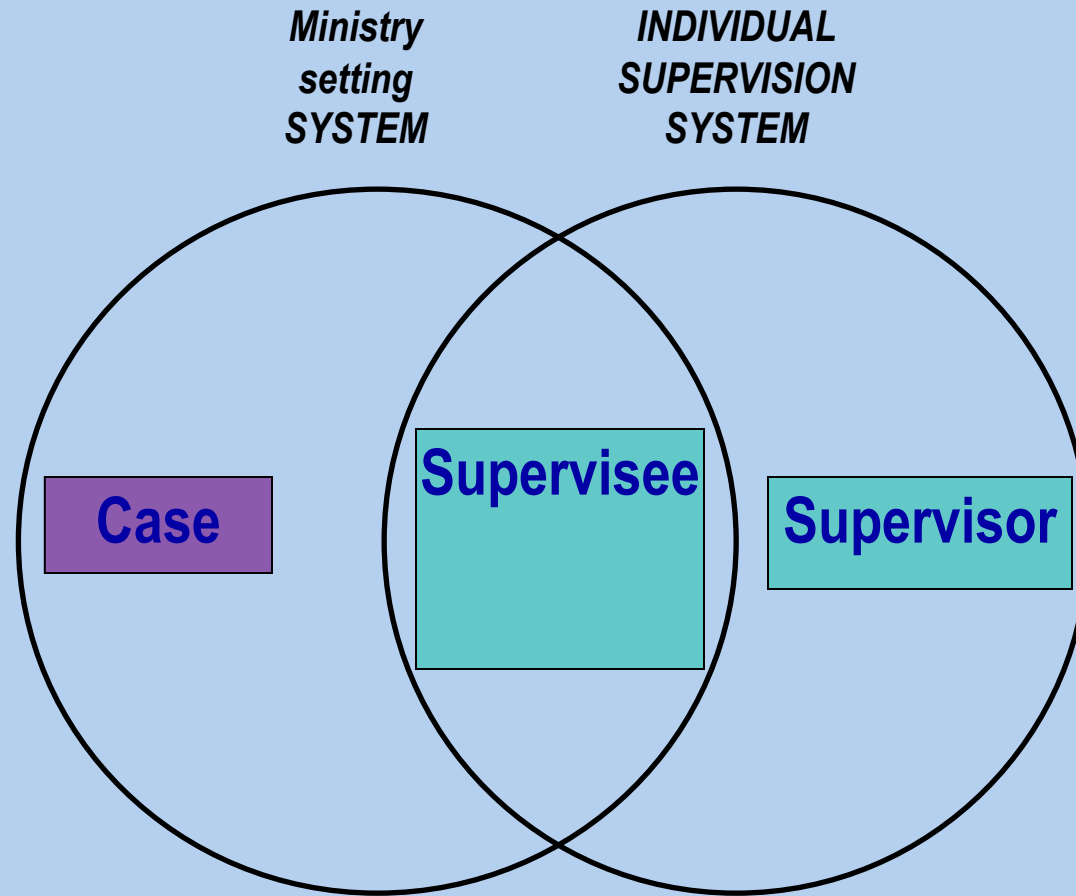 Ministry
setting
SYSTEM
INDIVIDUAL
SUPERVISION
SYSTEM
Case
Supervisee
Supervisor